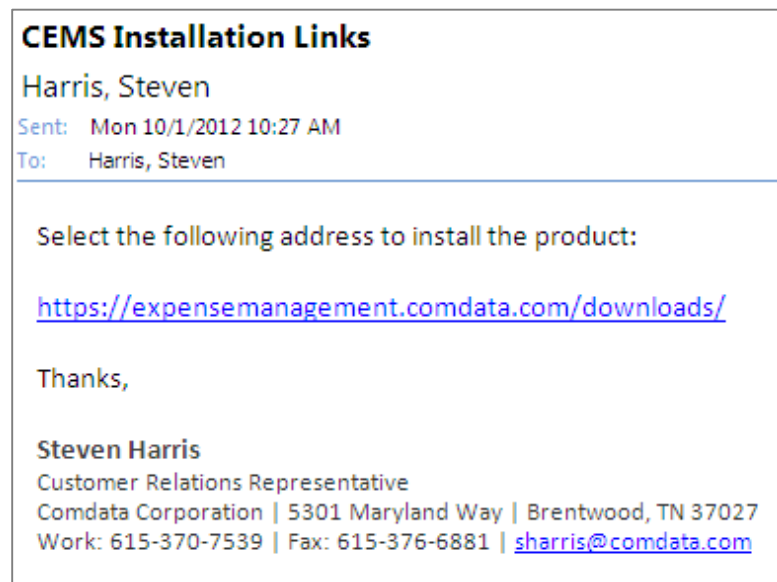 CEMS Installation Links
Harris, Steven
Sent: Mon 10/1/2012 10:27 AM
To: Harris, Steven
Select the following address to install the product:
https://expensemanagement.comdata.com/downloads/
Thanks,
Steven Harris
Customer Relations Representative
Comdata Corporation | 5301 Maryland Way | Brentwood, TN 37027
Work: 615-370-7539 | Fax: 615-376-6881 | sharris@comdata.com